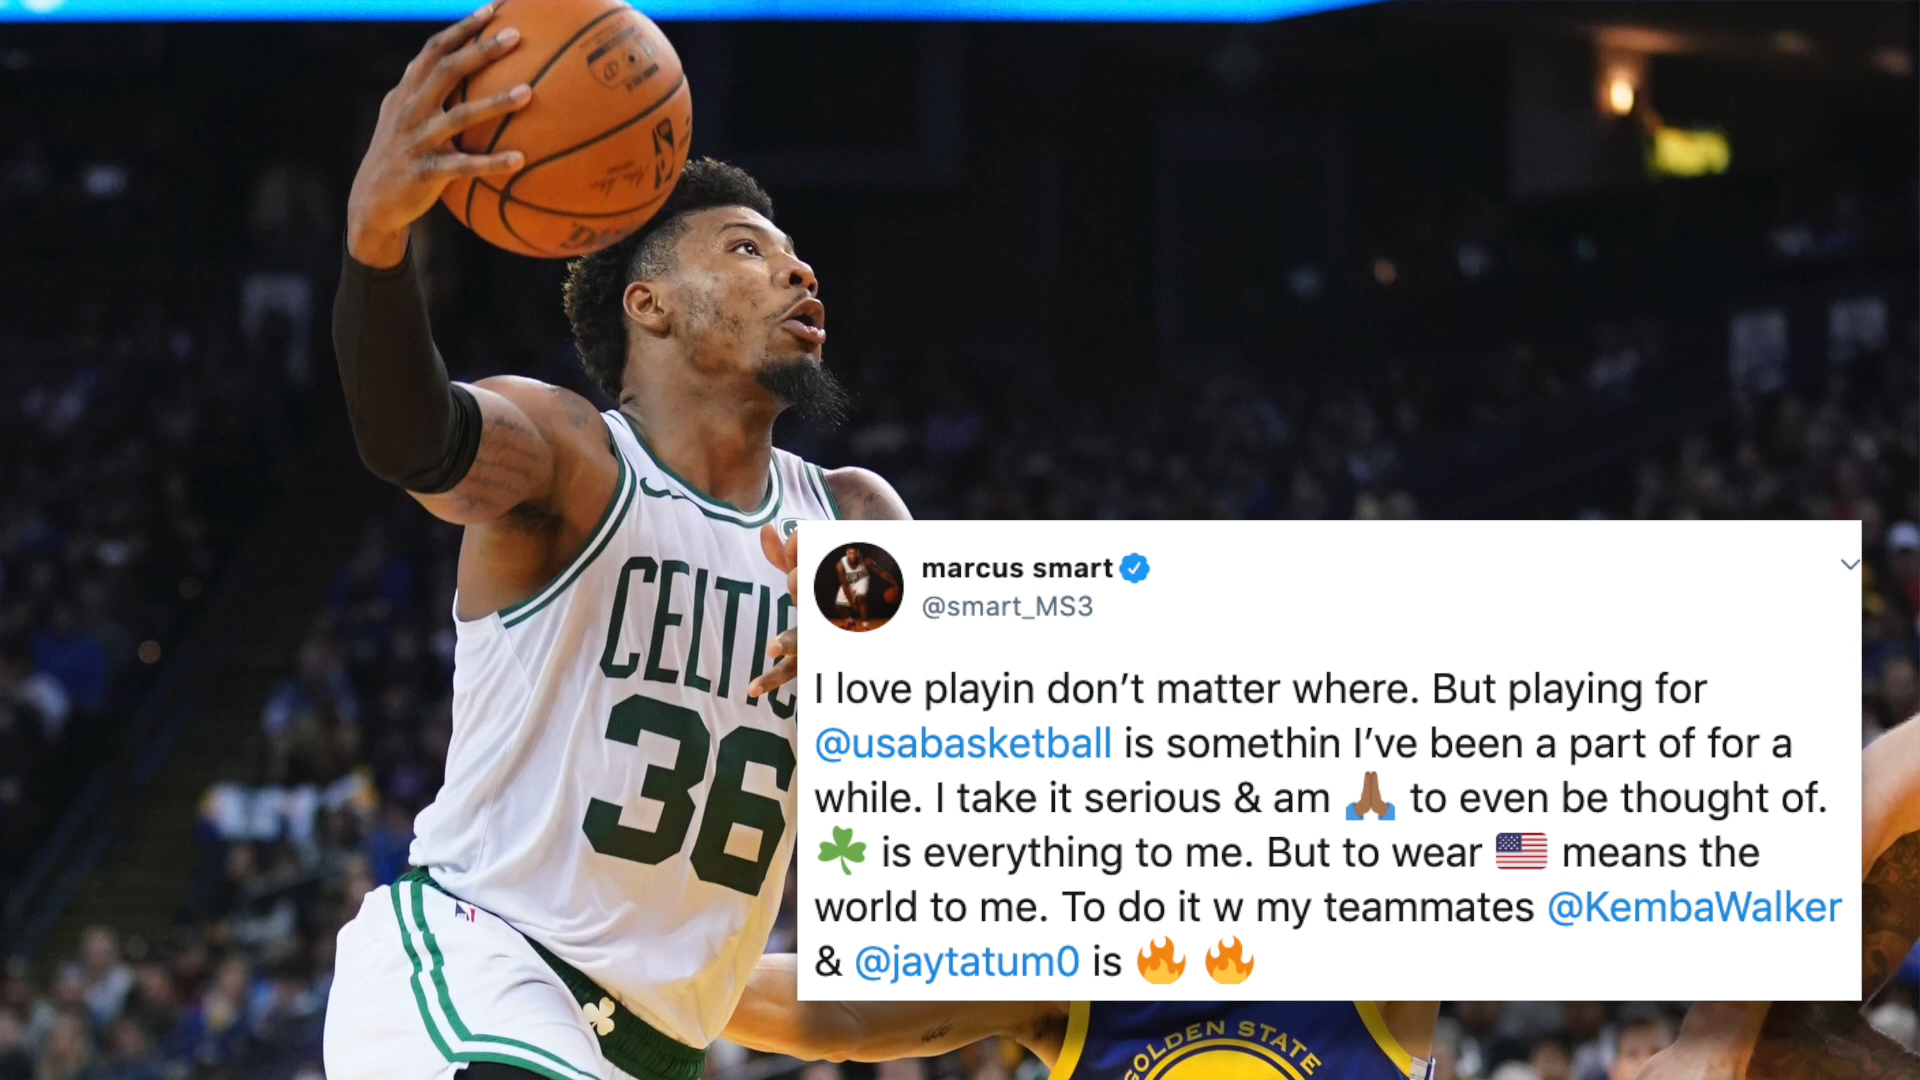 CELTIC
36
marcus smart
@smart_MS3
I love playin don’t matter where. But playing for
@usabasketball is somethin I’ve been a part of for a
while. I take it serious & am 🙏🏾 to even be thought of.
☘️ is everything to me. But to wear 🇺🇸 means the
world to me. To do it w my teammates @KembaWalker
& @jaytatum0 is 🔥 🔥
GOLDEN STATE